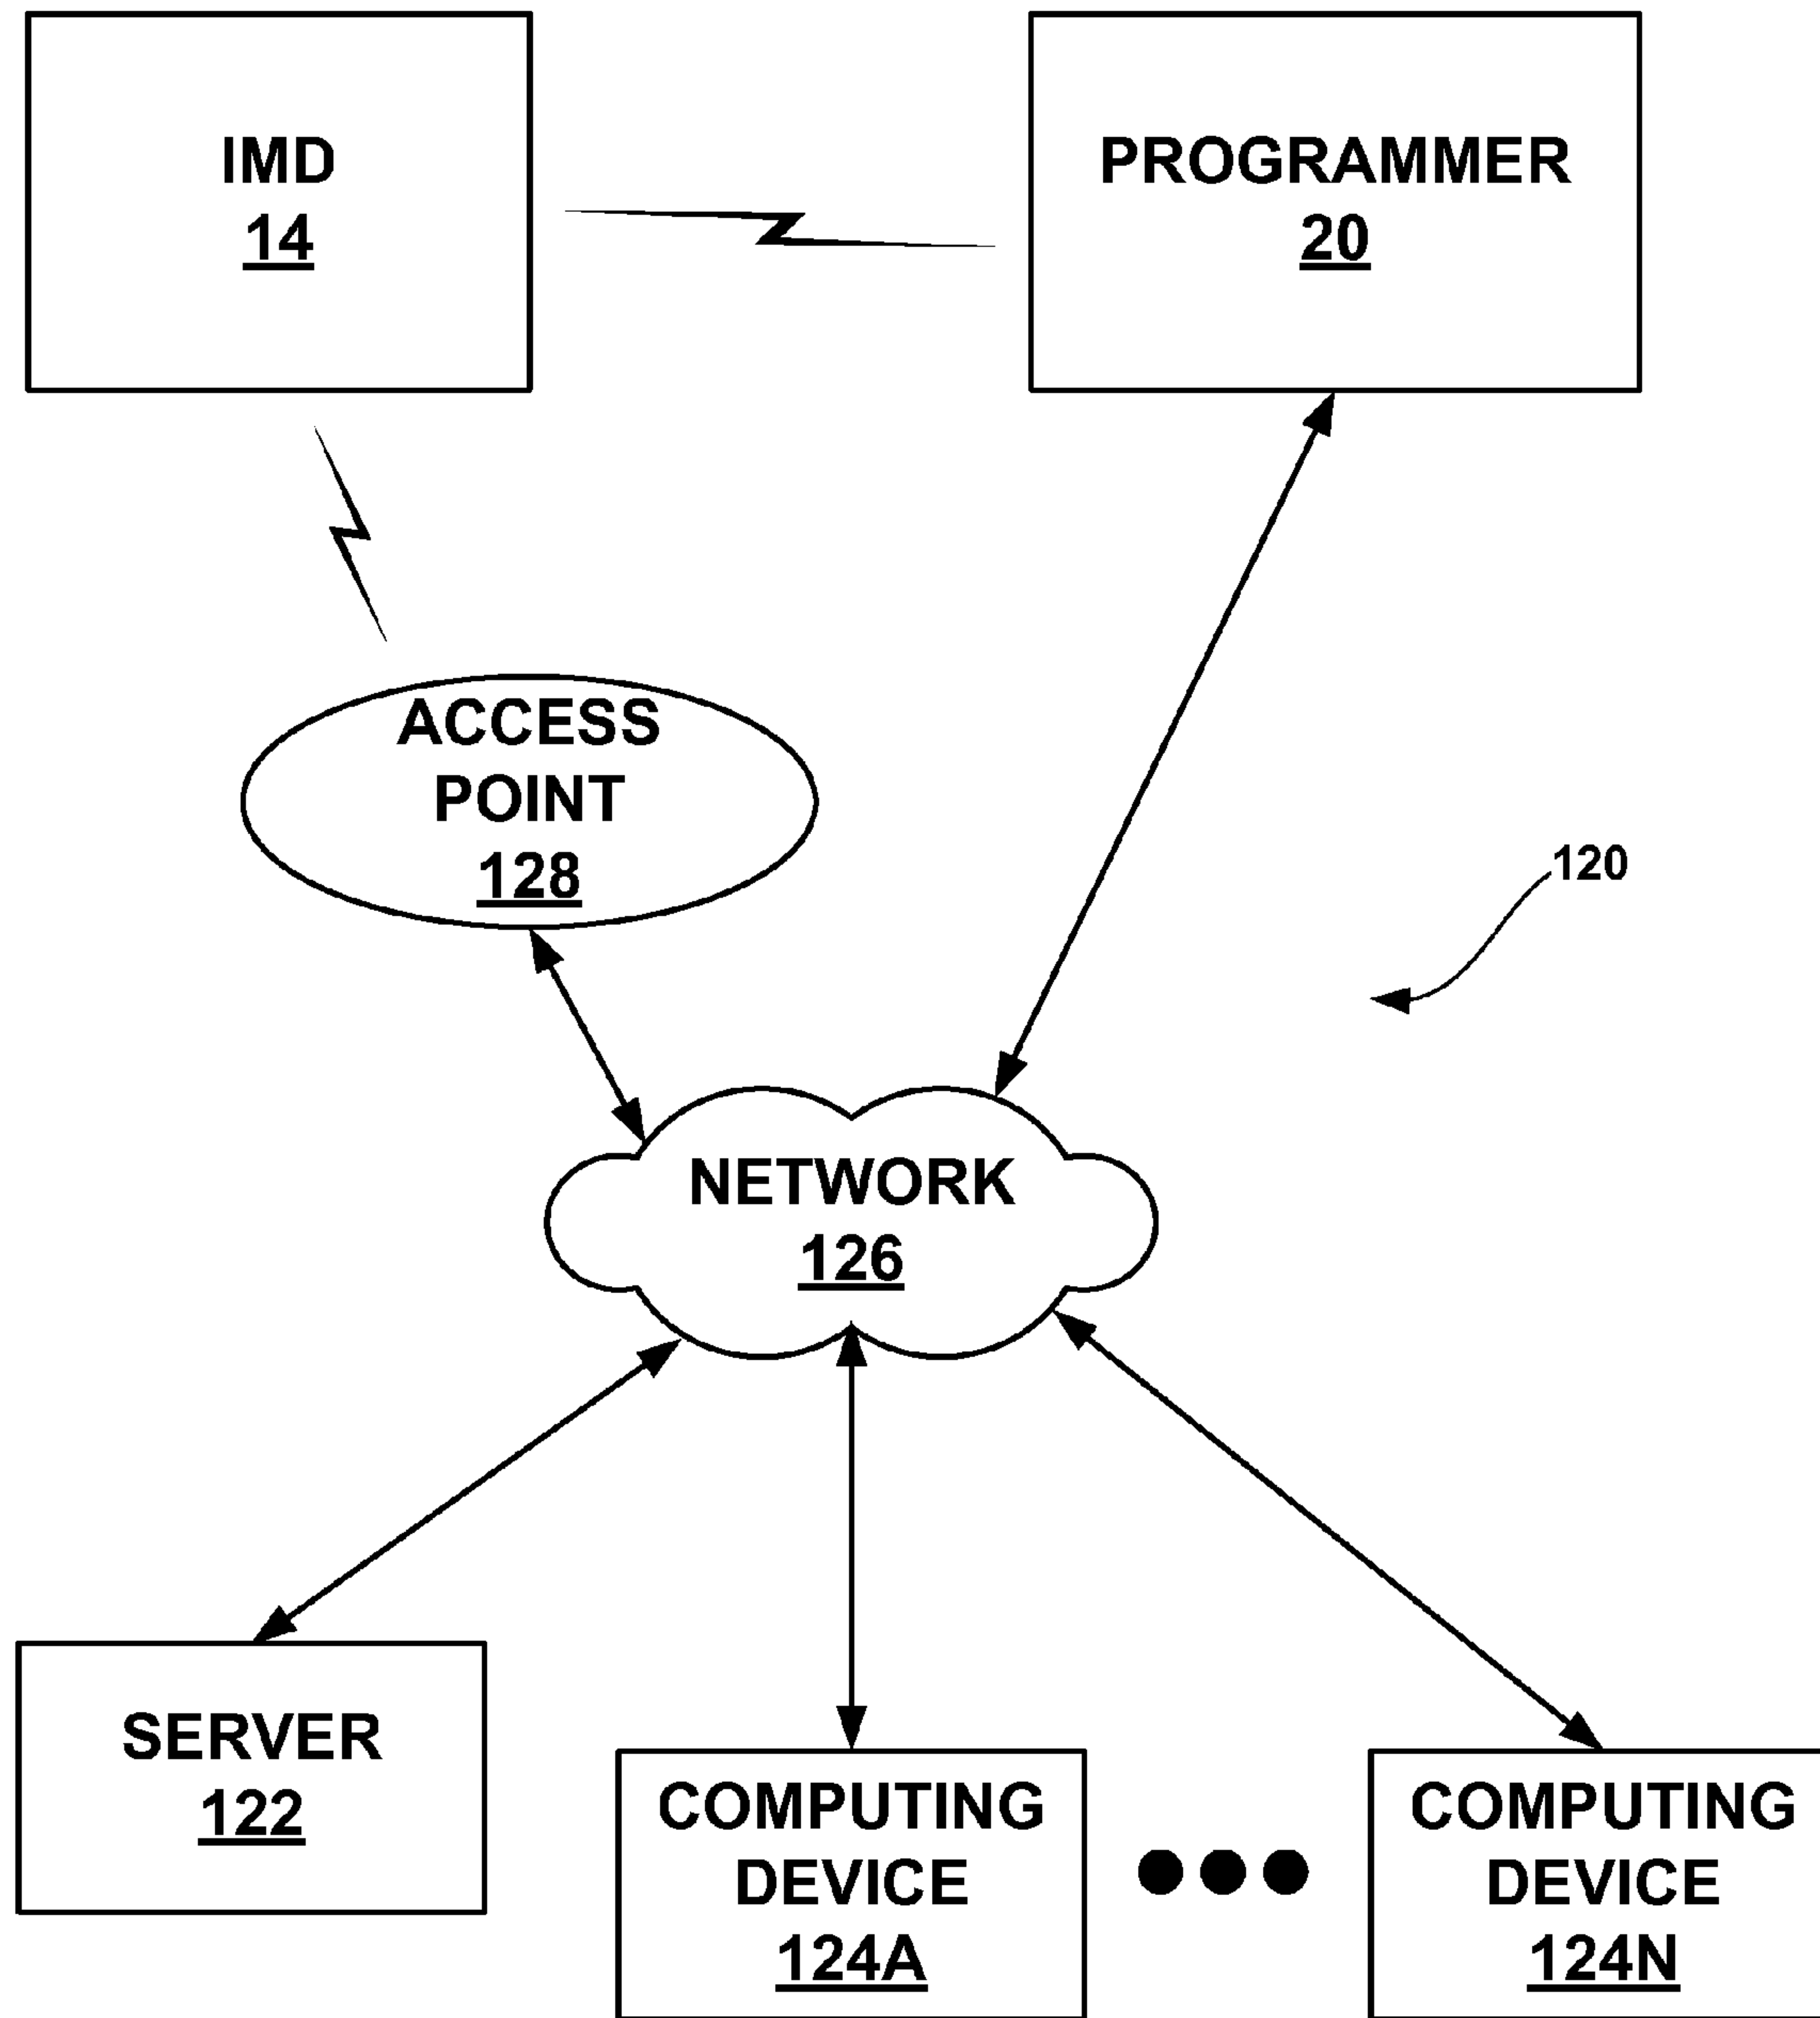 IMD
14
PROGRAMMER
20
ACCESS
POINT
128
120
NETWORK
126
SERVER
122
COMPUTING
DEVICE
124A
COMPUTING
DEVICE
124N